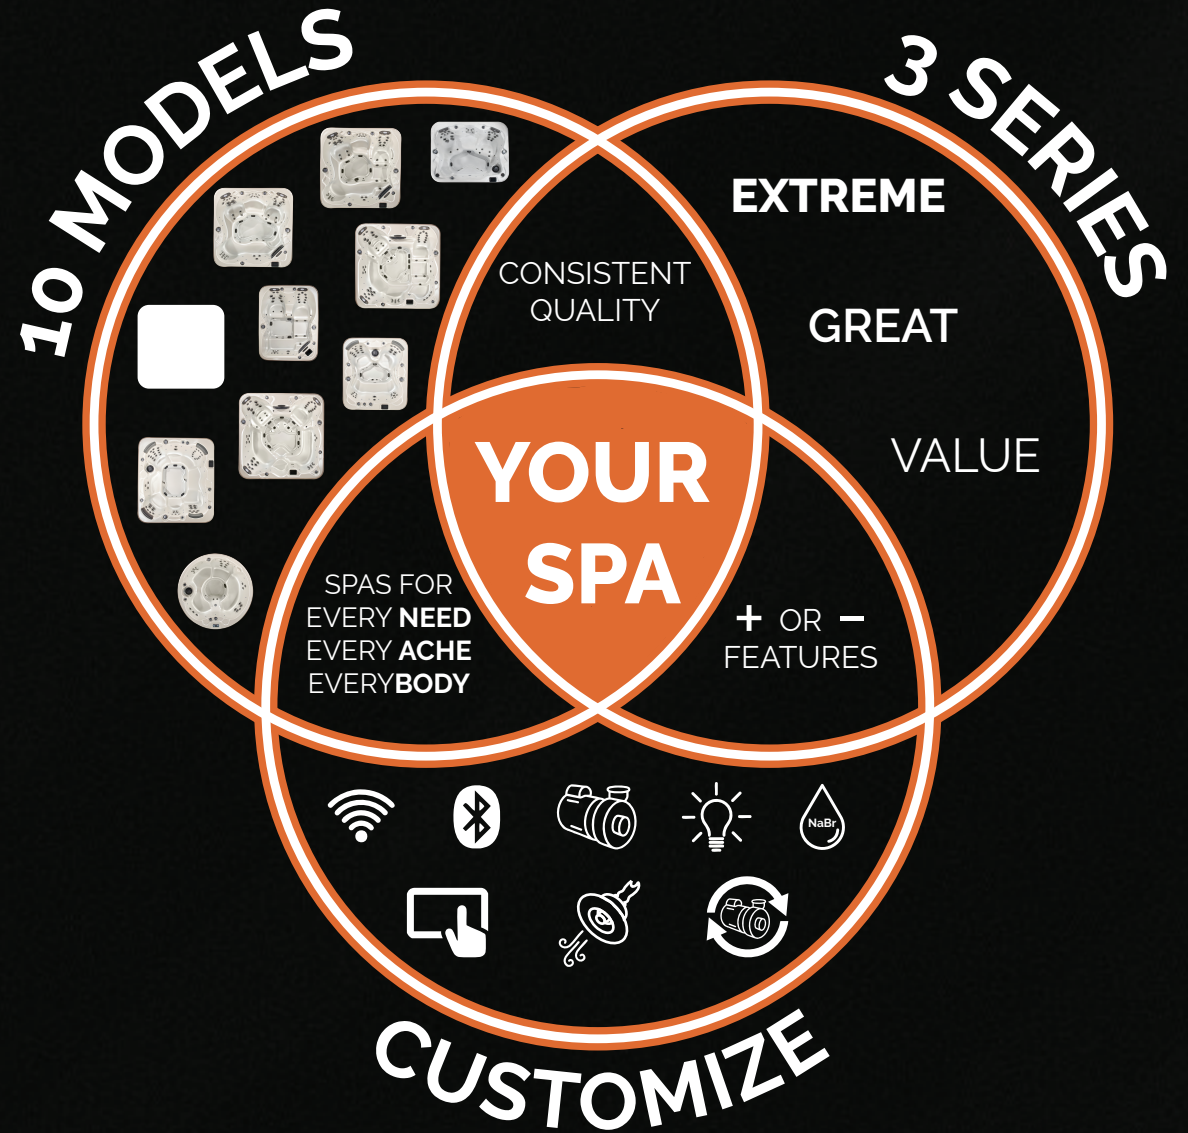 10 MODELS
3 SERIES
EXTREME
GREAT
VALUE
CONSISTENT
QUALITY
YOUR
SPA
SPAS FOR
EVERY NEED
EVERY ACHE
EVERYBODY
+ OR −
FEATURES
NaBr
CUSTOMIZE